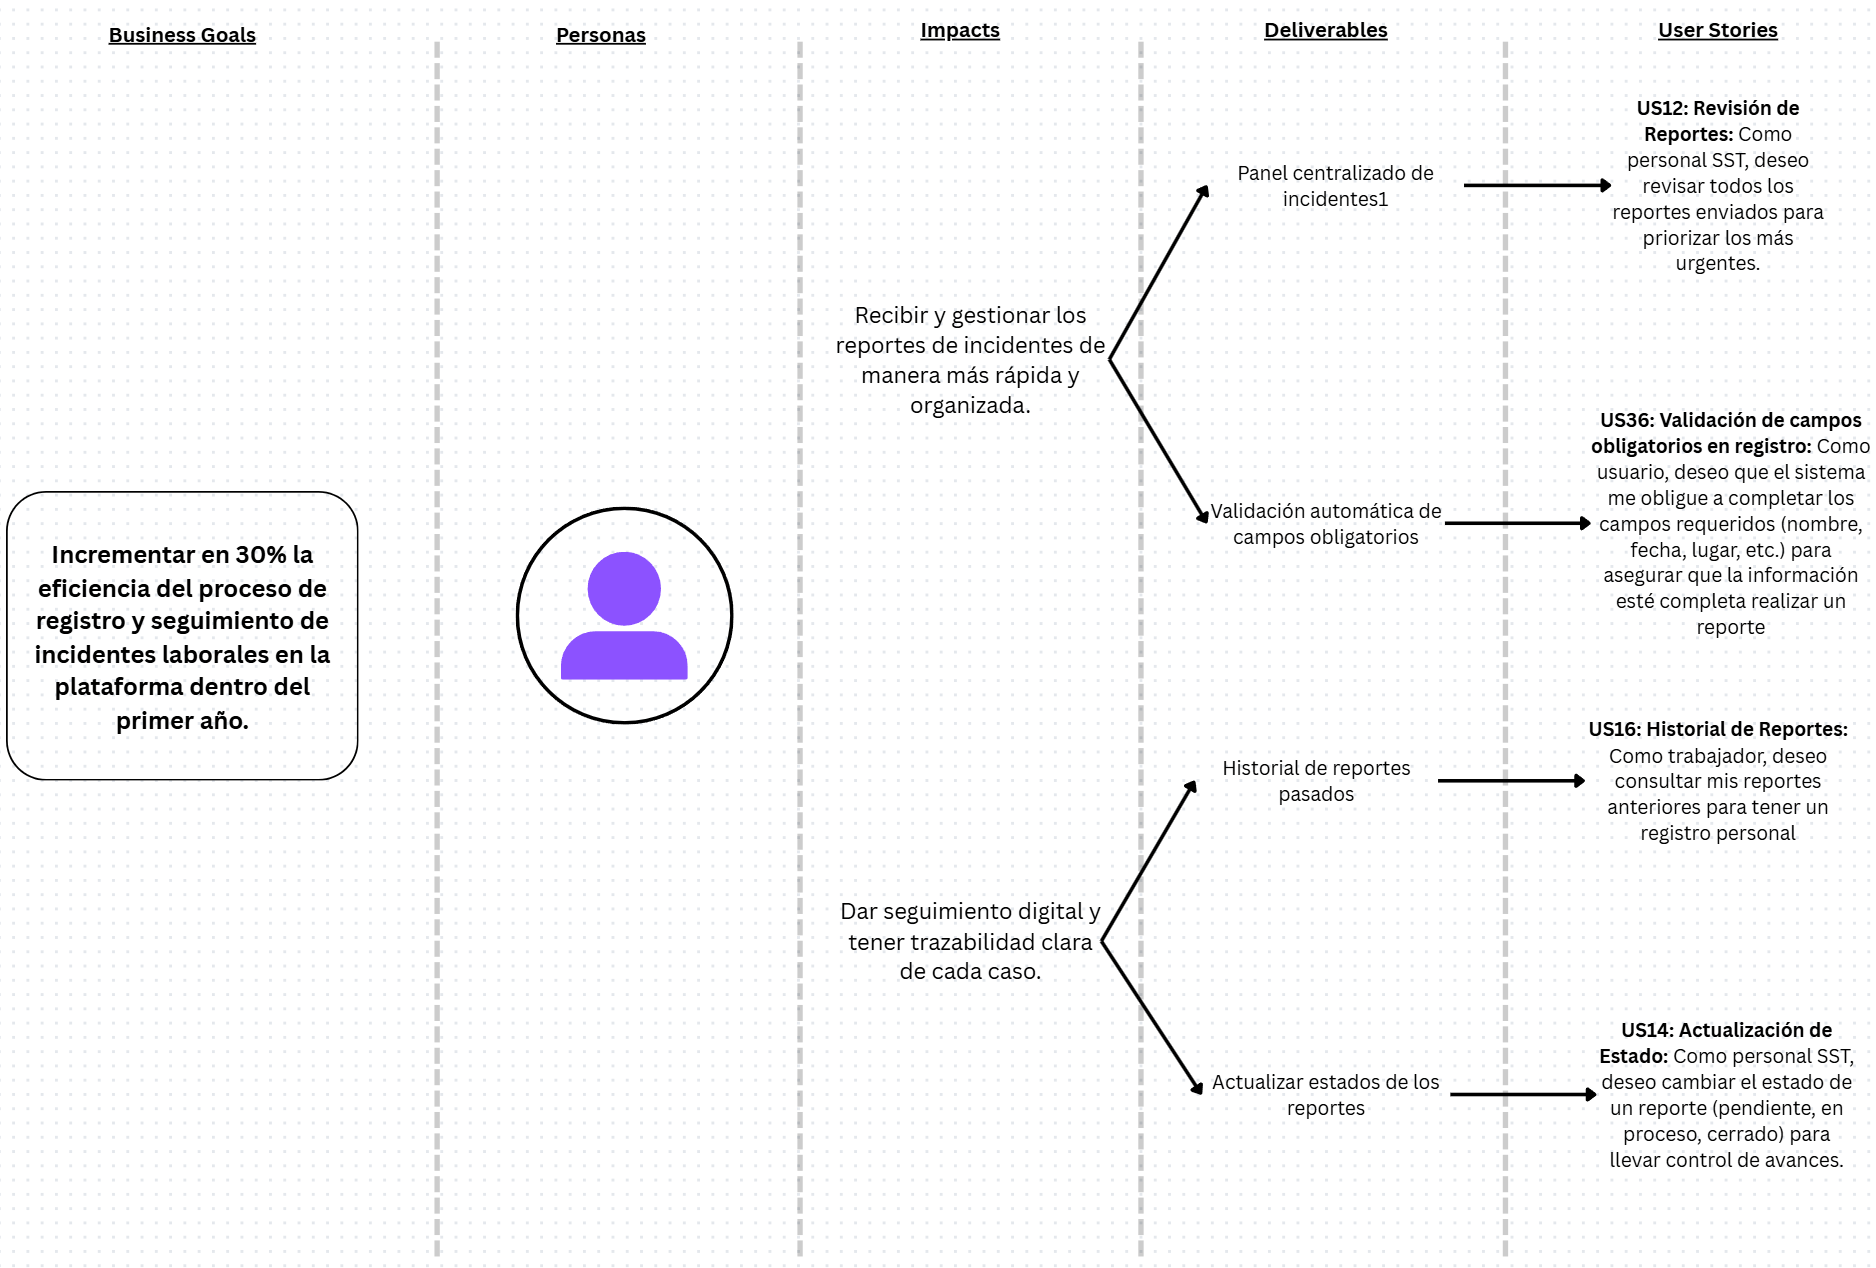 Business Goals
Personas
Impacts
Deliverables
User Stories
Incrementar en 30% la
eficiencia del proceso de
registro y seguimiento de
incidentes laborales en la
plataforma dentro del
primer año.
Recibir y gestionar los
reportes de incidentes de
manera más rápida y
organizada.
Panel centralizado de
incidentes1
US12: Revisión de
Reportes: Como
personal SST, deseo
revisar todos los
reportes enviados para
priorizar los más
urgentes.
Validación automática de
campos obligatorios
US36: Validación de campos
obligatorios en registro: Como
usuario, deseo que el sistema
me obligue a completar los
campos requeridos (nombre,
fecha, lugar, etc.) para
asegurar que la información
esté completa realizar un
reporte
Dar seguimiento digital y
tener trazabilidad clara
de cada caso.
Historial de reportes
pasados
US16: Historial de Reportes:
Como trabajador, deseo
consultar mis reportes
anteriores para tener un
registro personal
Actualizar estados de los
reportes
US14: Actualización de
Estado: Como personal SST,
deseo cambiar el estado de
un reporte (pendiente, en
proceso, cerrado) para
llevar control de avances.